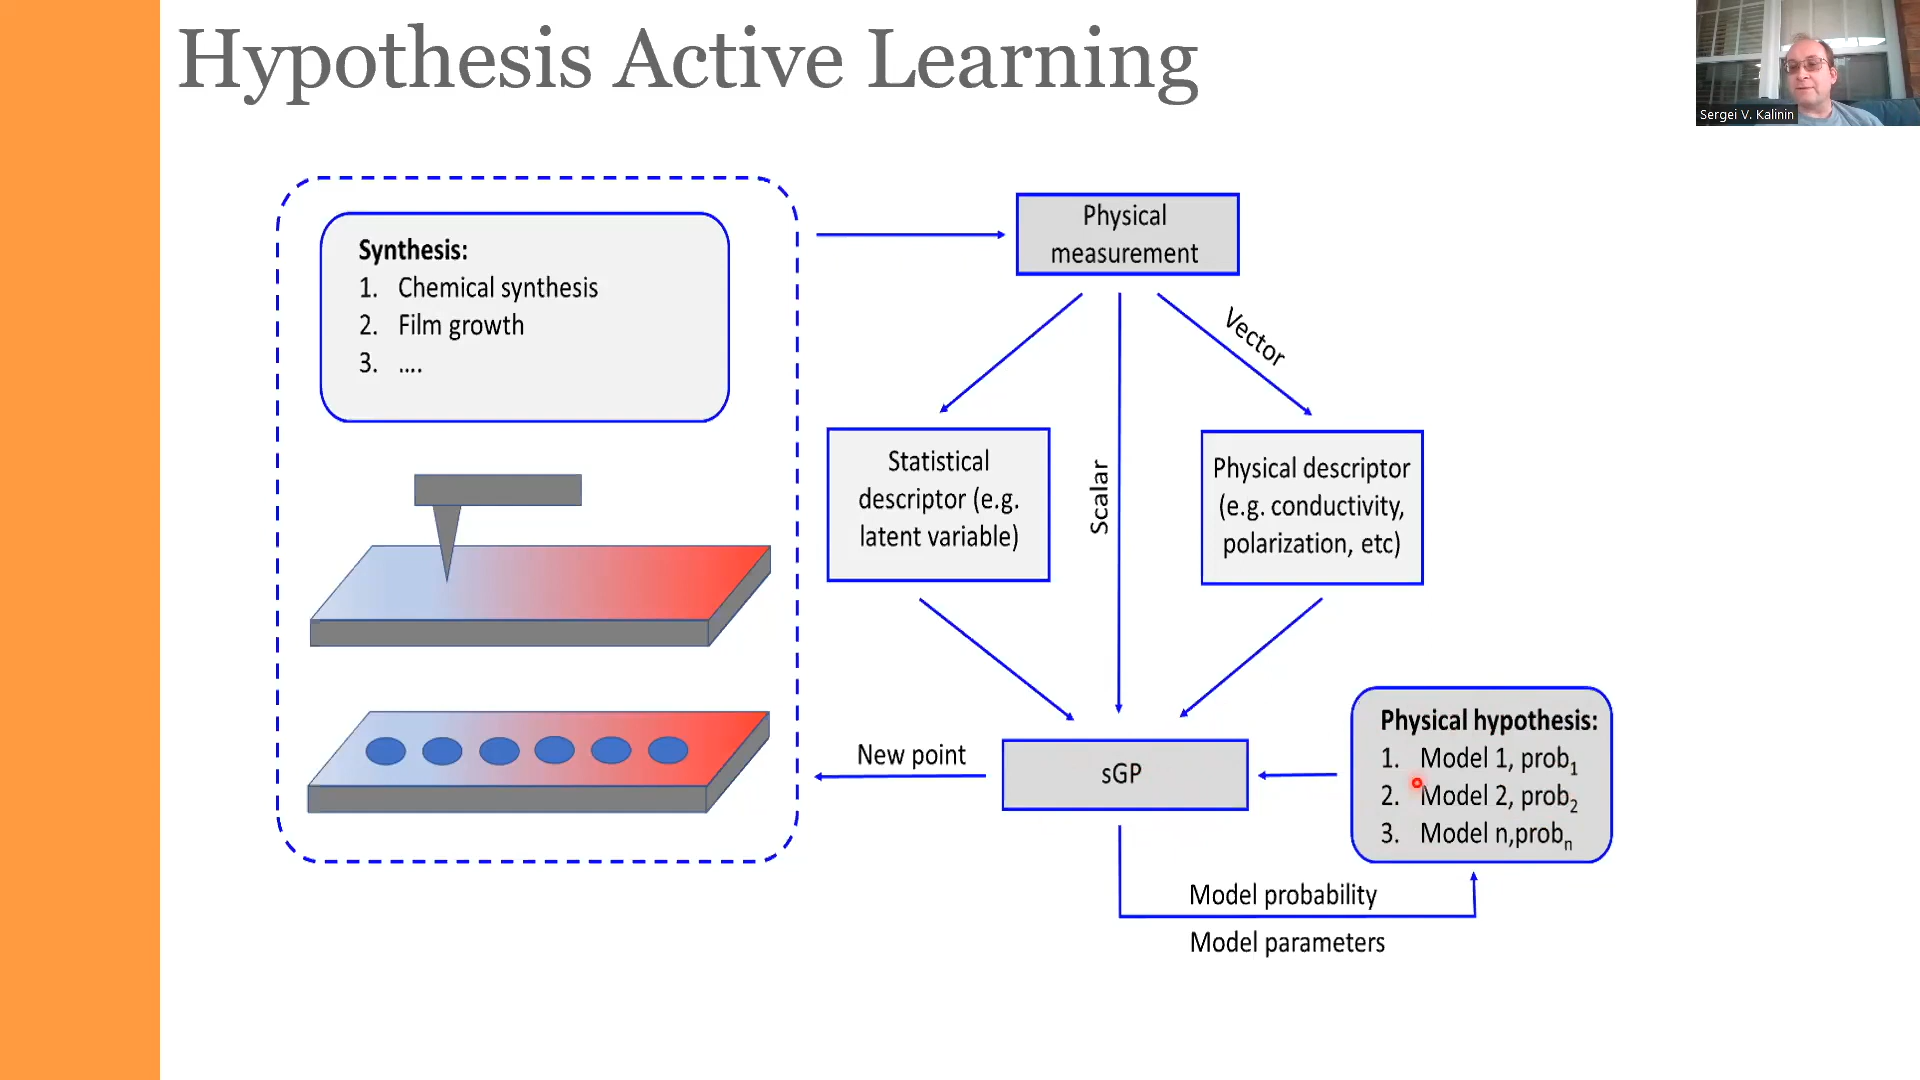 Hypothesis Active Learning
Sergei V. Kalinin
Synthesis:
1. Chemical synthesis
2. Film growth
3. ....
Physical
measurement
Vector
Scalar
Statistical
descriptor (e.g.
latent variable)
Physical descriptor
(e.g. conductivity,
polarization, etc)
New point
sGP
Physical hypothesis:
1. Model 1, prob1
2. Model 2, prob2
3. Model n,probn
Model probability
Model parameters